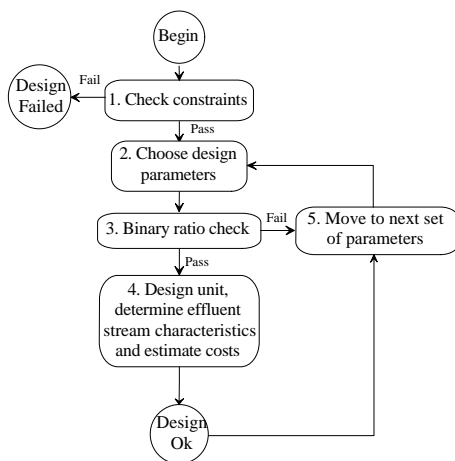 Begin
Fail
Design
Failed
1. Check constraints
Pass
2. Choose design
parameters
3. Binary ratio check
Fail
5. Move to next set
of parameters
Pass
4. Design unit,
determine effluent
stream characteristics
and estimate costs
Design
Ok